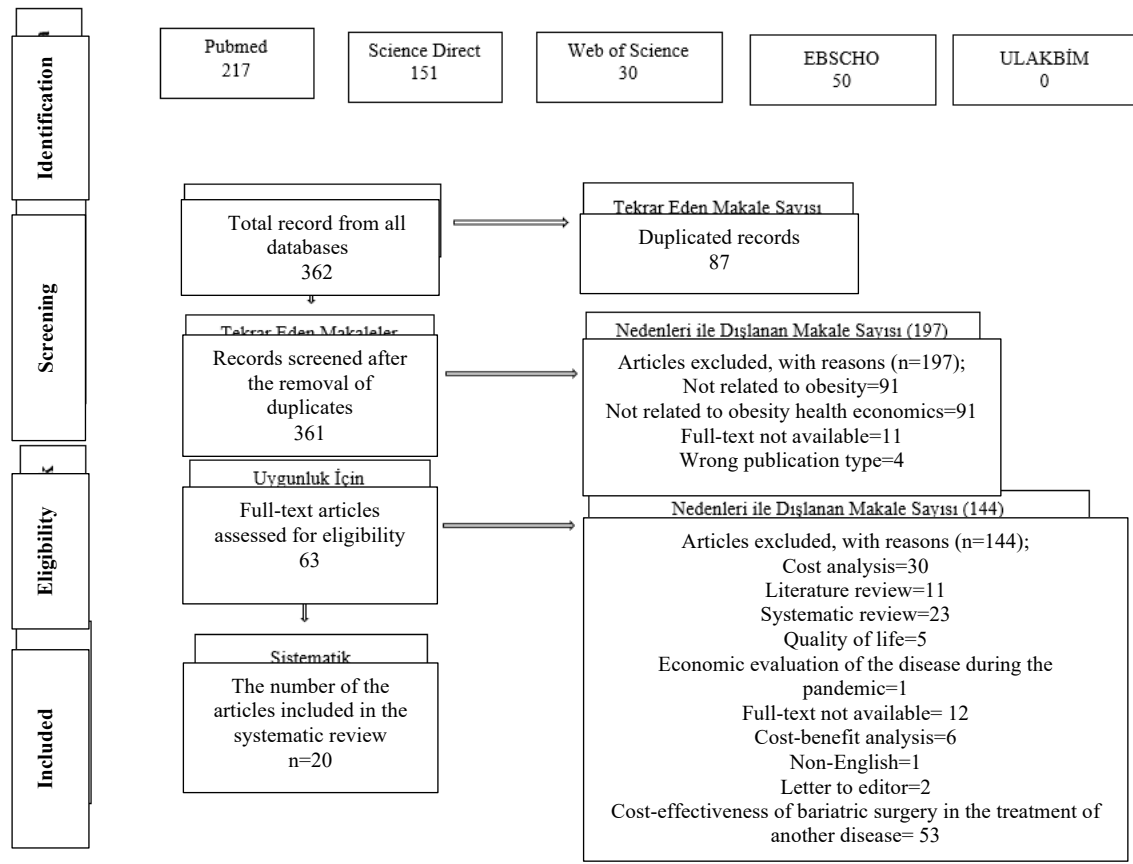 Identification
Pubmed
217
Science Direct
151
Web of Science
30
EBSCHO
50
ULAKBİM
0
Screening
Total record from all
databases
362
Tekrar Eden Makale Sayısı
Duplicated records
87
Tekrar Eden Makaleler
Records screened after
the removal of
duplicates
361
Nedenleri ile Dışlanan Makale Sayısı (197)
Articles excluded, with reasons (n=197);
Not related to obesity=91
Not related to obesity health economics=91
Full-text not available=11
Wrong publication type=4
Eligibility
Uygunluk İçin
Full-text articles
assessed for eligibility
63
Nedenleri ile Dışlanan Makale Sayısı (144)
Articles excluded, with reasons (n=144);
Cost analysis=30
Literature review=11
Systematic review=23
Quality of life=5
Economic evaluation of the disease during the
pandemic=1
Full-text not available= 12
Cost-benefit analysis=6
Non-English=1
Letter to editor=2
Cost-effectiveness of bariatric surgery in the treatment of
another disease= 53
Included
Sistematik
The number of the
articles included in the
systematic review
n=20